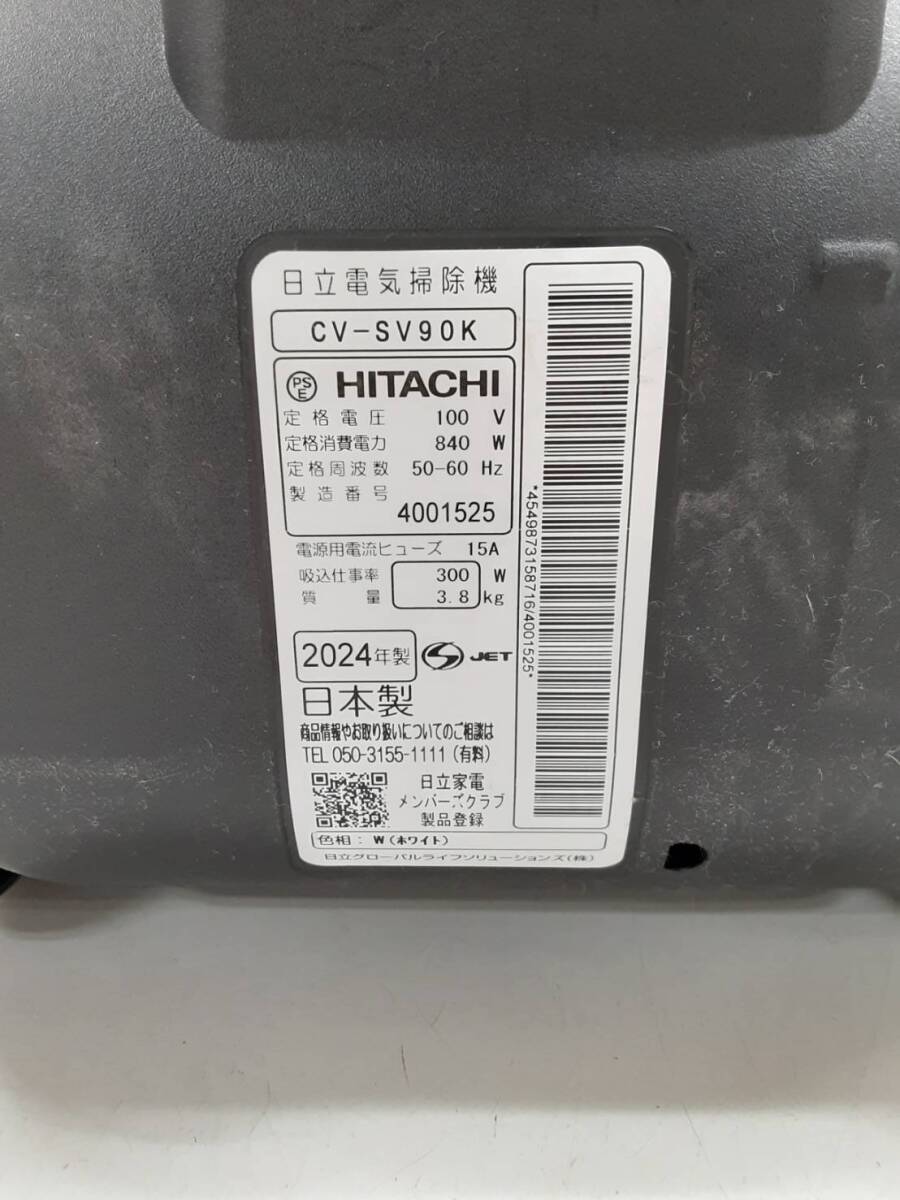 日立電気掃除機
CV-SV90K
PSE HITACHI
定格電圧 100 V
定格消費電力 840 W
定格周波数 50-60 Hz
製造番号 4001525
電源用電流ヒューズ 15A
吸込仕事率 300 W
質量 3.8 kg
2024年製 S JET
日本製
商品情報やお取り扱いについてのご相談は
TEL 050-3155-1111 (有料)
日立家電
メンバーズクラブ
製品登録
色相: W(ホワイト)
日立グローバルライフソリューションズ(株)
*4549873158716/4001525*